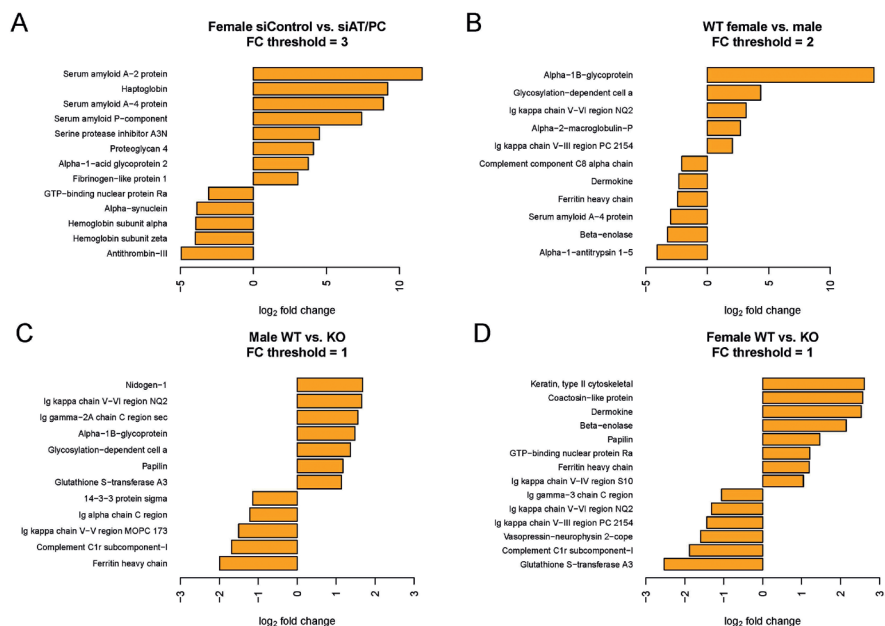 A
Female siControl vs. siAT/PC
FC threshold = 3
Serum amyloid A−2 protein
Haptoglobin
Serum amyloid A−4 protein
Serum amyloid P−component
Serine protease inhibitor A3N
Proteoglycan 4
Alpha−1−acid glycoprotein 2
Fibrinogen−like protein 1
GTP−binding nuclear protein Ra
Alpha−synuclein
Hemoglobin subunit alpha
Hemoglobin subunit zeta
Antithrombin−III
−5 0 5 10
log2 fold change
B
WT female vs. male
FC threshold = 2
Alpha−1B−glycoprotein
Glycosylation−dependent cell a
Ig kappa chain V−VI region NQ2
Alpha−2−macroglobulin−P
Ig kappa chain V−III region PC 2154
Complement component C8 alpha chain
Dermokine
Ferritin heavy chain
Serum amyloid A−4 protein
Beta−enolase
Alpha−1−antitrypsin 1−5
−5 0 5 10
log2 fold change
C
Male WT vs. KO
FC threshold = 1
Nidogen−1
Ig kappa chain V−VI region NQ2
Ig gamma−2A chain C region sec
Alpha−1B−glycoprotein
Glycosylation−dependent cell a
Papilin
Glutathione S−transferase A3
14−3−3 protein sigma
Ig alpha chain C region
Ig kappa chain V−V region MOPC 173
Complement C1r subcomponent−l
Ferritin heavy chain
−3 −2 −1 0 1 2 3
log2 fold change
D
Female WT vs. KO
FC threshold = 1
Keratin, type II cytoskeletal
Coactosin−like protein
Dermokine
Beta−enolase
Papilin
GTP−binding nuclear protein Ra
Ferritin heavy chain
Ig kappa chain V−IV region S10
Ig gamma−3 chain C region
Ig kappa chain V−VI region NQ2
Ig kappa chain V−III region PC 2154
Vasopressin−neurophysin 2−cope
Complement C1r subcomponent−l
Glutathione S−transferase A3
−3 −2 −1 0 1 2 3
log2 fold change